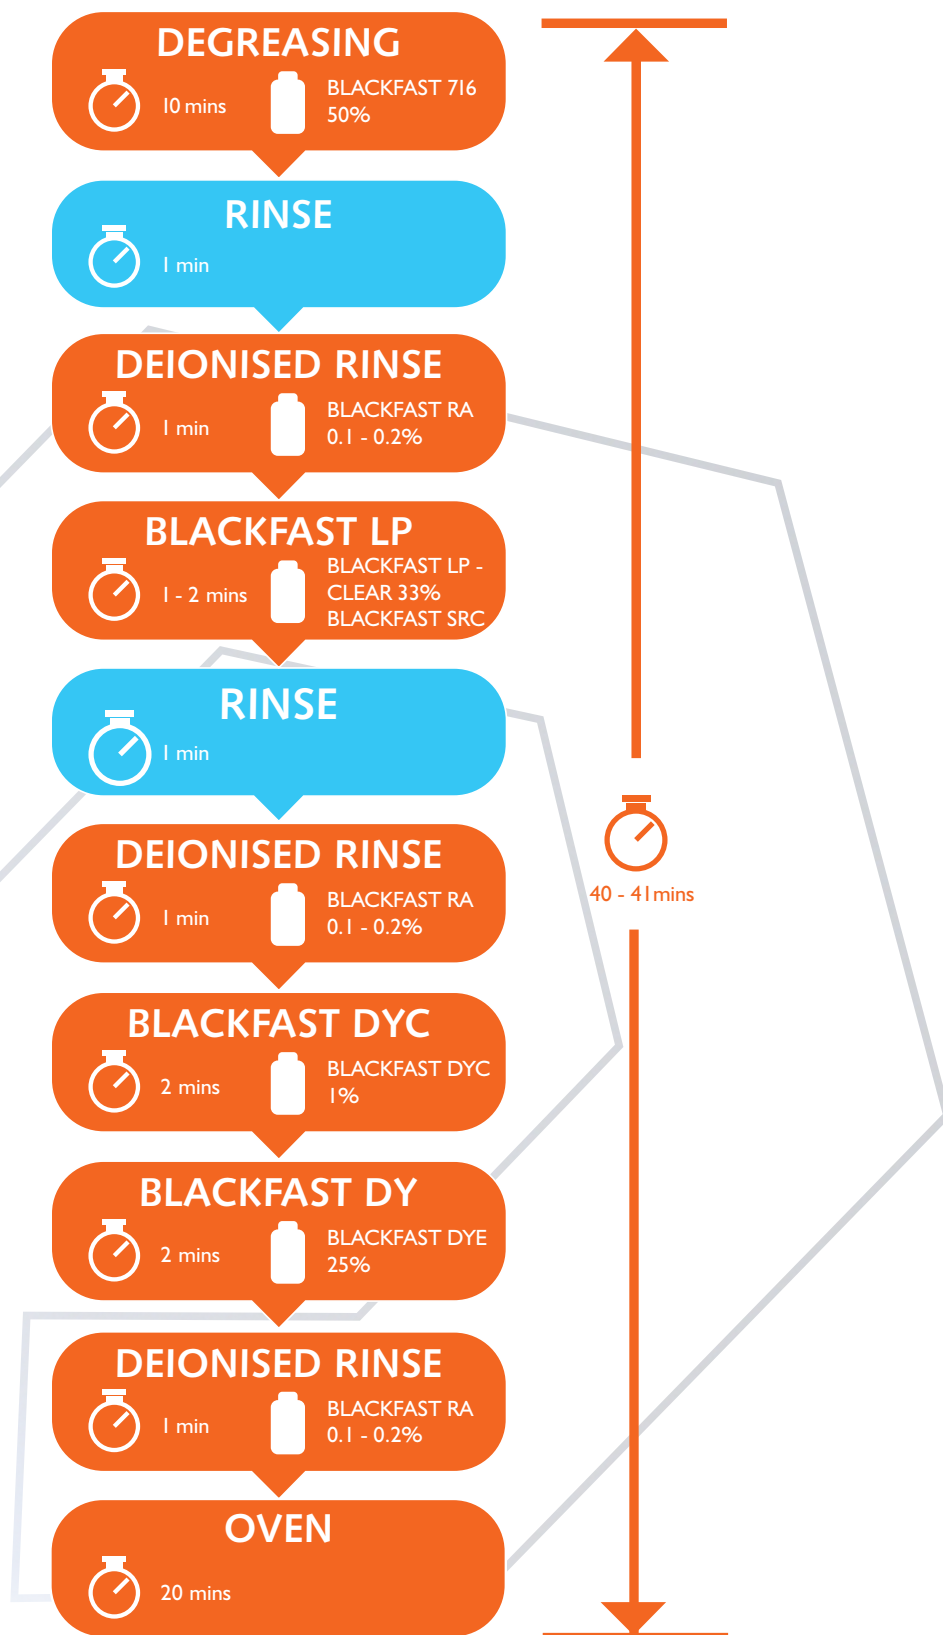 DEGREASING
10 mins
BLACKFAST 716
50%
RINSE
1 min
DEIONISED RINSE
1 min
BLACKFAST RA
0.1 - 0.2%
BLACKFAST LP
1 - 2 mins
BLACKFAST LP -
CLEAR 33%
BLACKFAST SRC
RINSE
1 min
DEIONISED RINSE
1 min
BLACKFAST RA
0.1 - 0.2%
BLACKFAST DYC
2 mins
BLACKFAST DYC
1%
BLACKFAST DY
2 mins
BLACKFAST DYE
25%
DEIONISED RINSE
1 min
BLACKFAST RA
0.1 - 0.2%
OVEN
20 mins
40 - 41mins